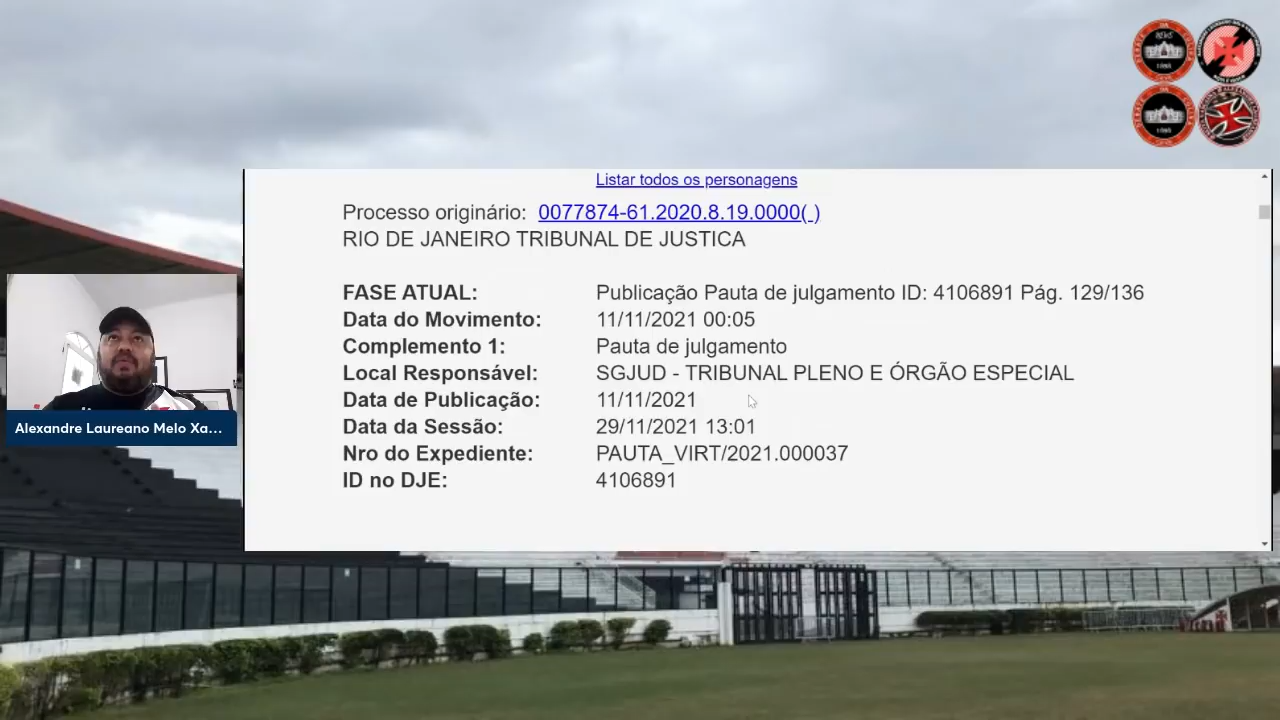 Listar todos os personagens
Processo originário: 0077874-61.2020.8.19.0000( )
RIO DE JANEIRO TRIBUNAL DE JUSTICA
FASE ATUAL: Publicação Pauta de julgamento ID: 4106891 Pág. 129/136
Data do Movimento: 11/11/2021 00:05
Complemento 1: Pauta de julgamento
Local Responsável: SGJUD - TRIBUNAL PLENO E ÓRGÃO ESPECIAL
Data de Publicação: 11/11/2021
Data da Sessão: 29/11/2021 13:01
Nro do Expediente: PAUTA_VIRT/2021.000037
ID no DJE: 4106891
Alexandre Laureano Melo Xa...